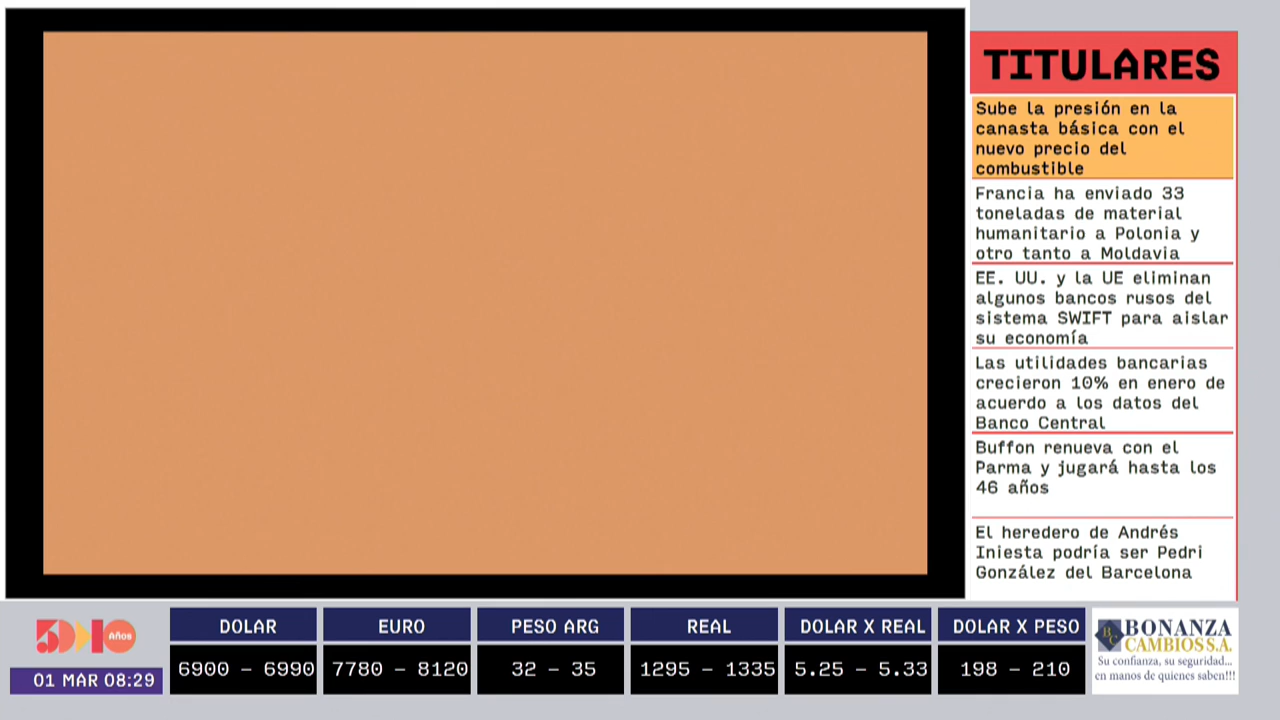 TITULARES
Sube la presión en la
canasta básica con el
nuevo precio del
combustible
Francia ha enviado 33
toneladas de material
humanitario a Polonia y
otro tanto a Moldavia
EE. UU. y la UE eliminan
algunos bancos rusos del
sistema SWIFT para aislar
su economía
Las utilidades bancarias
crecieron 10% en enero de
acuerdo a los datos del
Banco Central
Buffon renueva con el
Parma y jugará hasta los
46 años
El heredero de Andrés
Iniesta podría ser Pedri
González del Barcelona
Años
01 MAR 08:29
DOLAR
6900 – 6990
EURO
7780 – 8120
PESO ARG
32 – 35
REAL
1295 – 1335
DOLAR X REAL
5.25 – 5.33
DOLAR X PESO
198 – 210
BC BONANZA
CAMBIOS S.A.
Su confianza, su seguridad...
en manos de quienes saben!!!